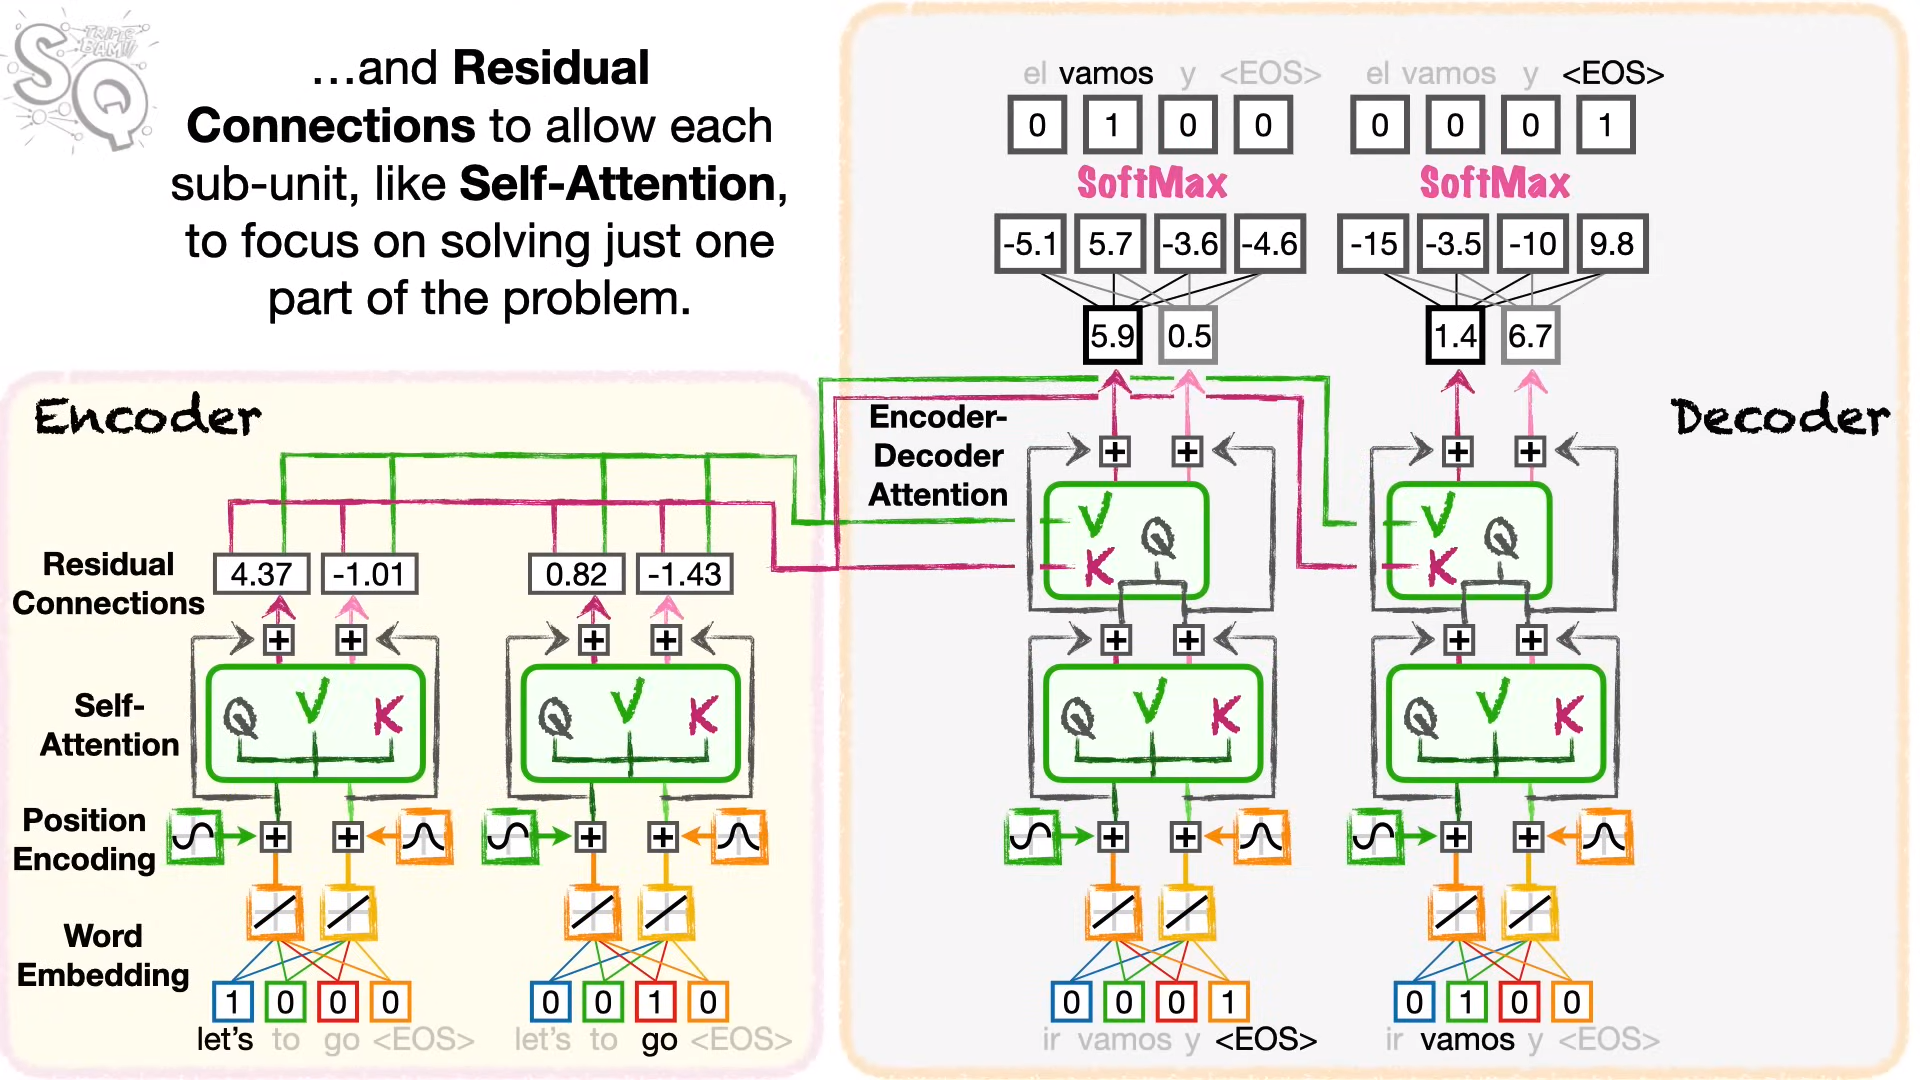 SQ
TRIPLE
BAM!!
...and Residual
Connections to allow each
sub-unit, like Self-Attention,
to focus on solving just one
part of the problem.
el vamos y <EOS>
0 1 0 0
SoftMax
-5.1 5.7 -3.6 -4.6
5.9 0.5
el vamos y <EOS>
0 0 0 1
SoftMax
-15 -3.5 -10 9.8
1.4 6.7
Encoder
Decoder
Encoder-
Decoder
Attention
V
K
Q
V
K
Q
Residual
Connections
4.37 -1.01
0.82 -1.43
+ +
+ +
+ +
+ +
+ +
+ +
Self-
Attention
Q V K
Q V K
Q V K
Q V K
Position
Encoding
+ +
+ +
+ +
+ +
Word
Embedding
1 0 0 0
let's to go <EOS>
0 0 1 0
let's to go <EOS>
0 0 0 1
ir vamos y <EOS>
0 1 0 0
ir vamos y <EOS>